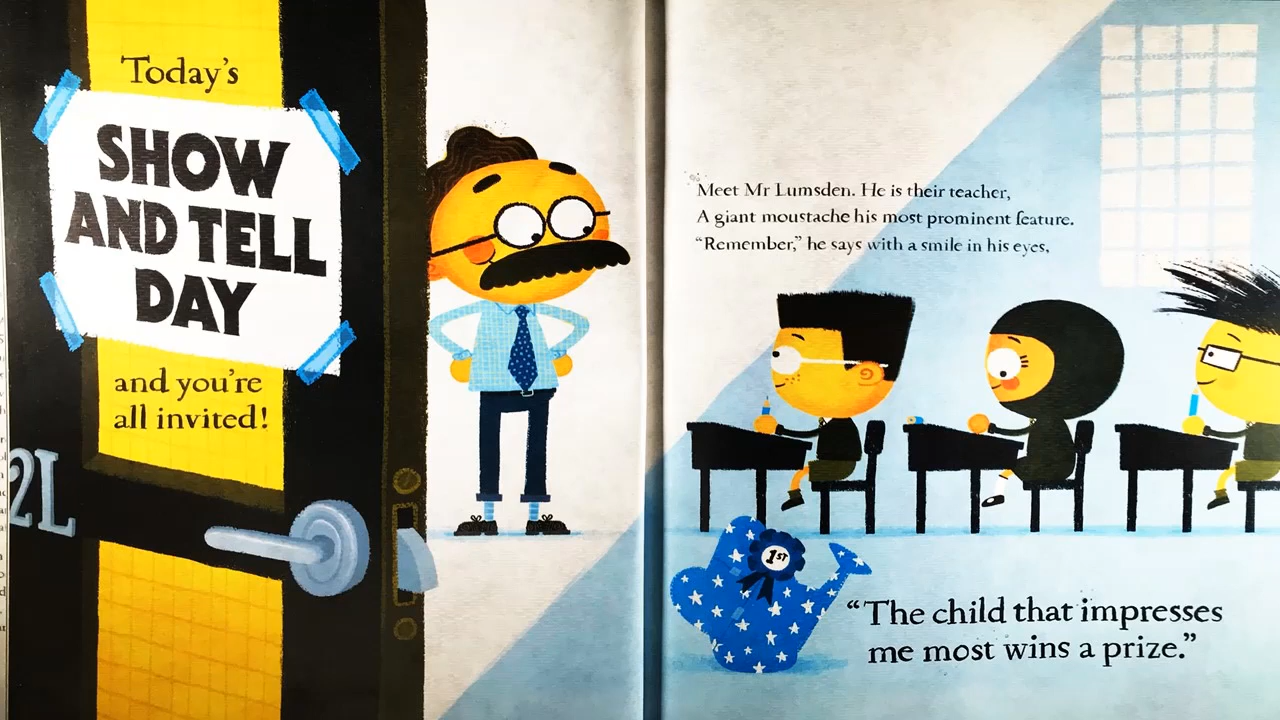 Today's
SHOW
AND TELL
DAY
and you're
all invited!
2L
Meet Mr Lumsden. He is their teacher,
A giant moustache his most prominent feature.
“Remember,” he says with a smile in his eyes,
1ST
“The child that impresses
me most wins a prize.”